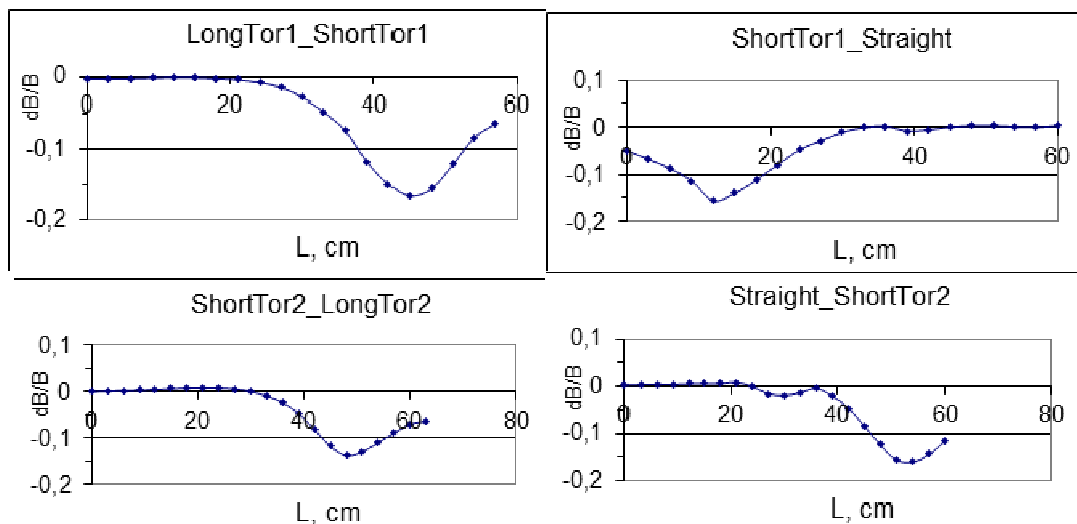 LongTor1_ShortTor1
0
-0,1
-0,2
dB/B
0
20
40
60
L, cm
ShortTor1_Straight
0,1
0
-0,1
-0,2
dB/B
0
20
40
60
L, cm
ShortTor2_LongTor2
0,1
0
-0,1
-0,2
dB/B
0
20
40
60
80
L, cm
Straight_ShortTor2
0,1
0
-0,1
-0,2
dB/B
0
20
40
60
80
L, cm